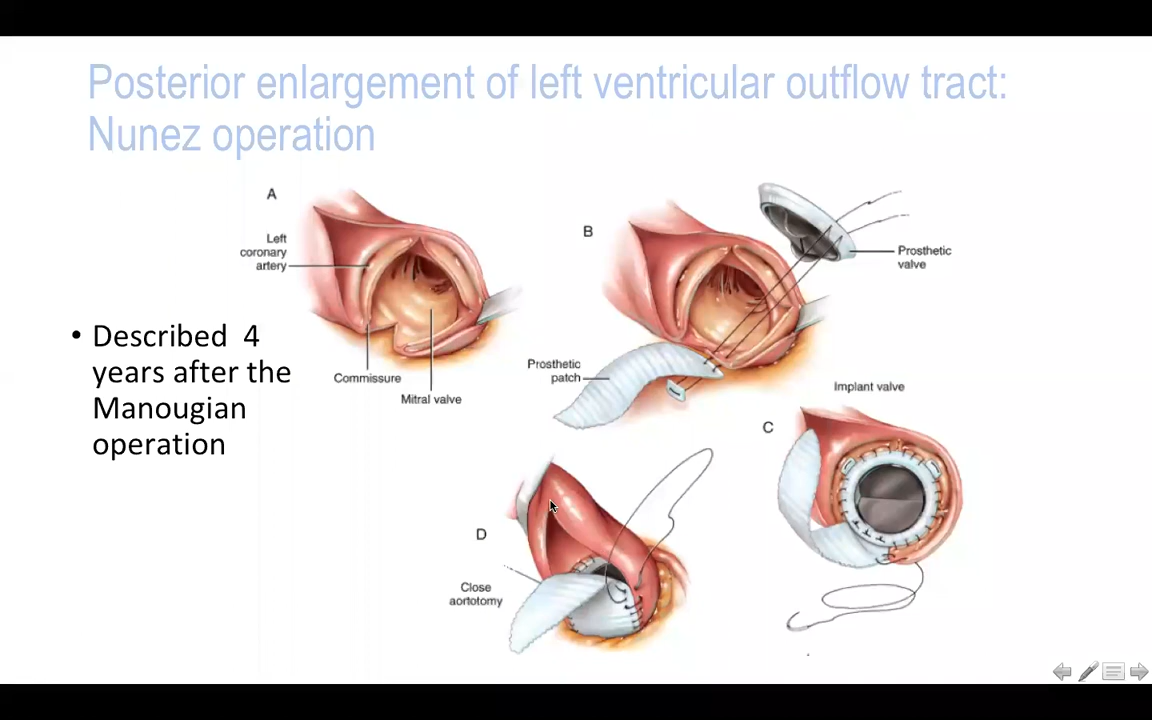 Posterior enlargement of left ventricular outflow tract:
Nunez operation
• Described 4
years after the
Manougian
operation
A
Left
coronary
artery
Commissure
Mitral valve
B
Prosthetic
valve
Prosthetic
patch
Implant valve
C
D
Close
aortotomy